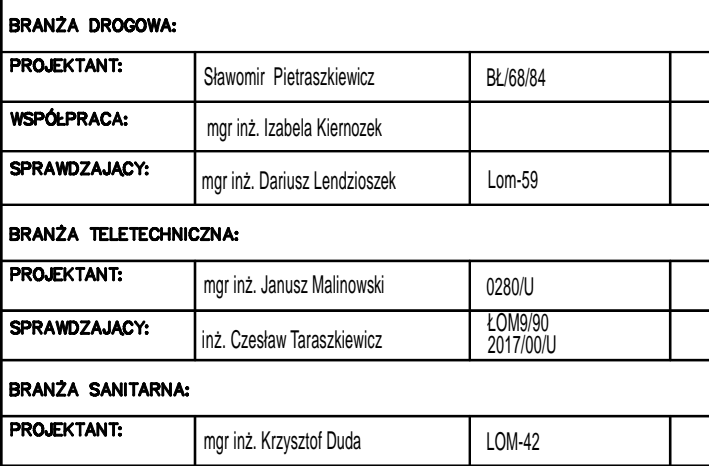 BRANŻA DROGOWA:
PROJEKTANT: Sławomir Pietraszkiewicz BŁ/68/84
WSPÓŁPRACA: mgr inż. Izabela Kiernozek
SPRAWDZAJĄCY: mgr inż. Dariusz Lendzioszek Lom-59
BRANŻA TELETECHNICZNA:
PROJEKTANT: mgr inż. Janusz Malinowski 0280/U
SPRAWDZAJĄCY: inż. Czesław Taraszkiewicz ŁOM9/90
2017/00/U
BRANŻA SANITARNA:
PROJEKTANT: mgr inż. Krzysztof Duda LOM-42